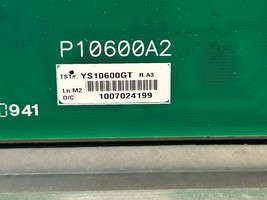 P10600A2
TST#: YS10600GT R.A3
Ln:M2
D/C: 1007024199
941